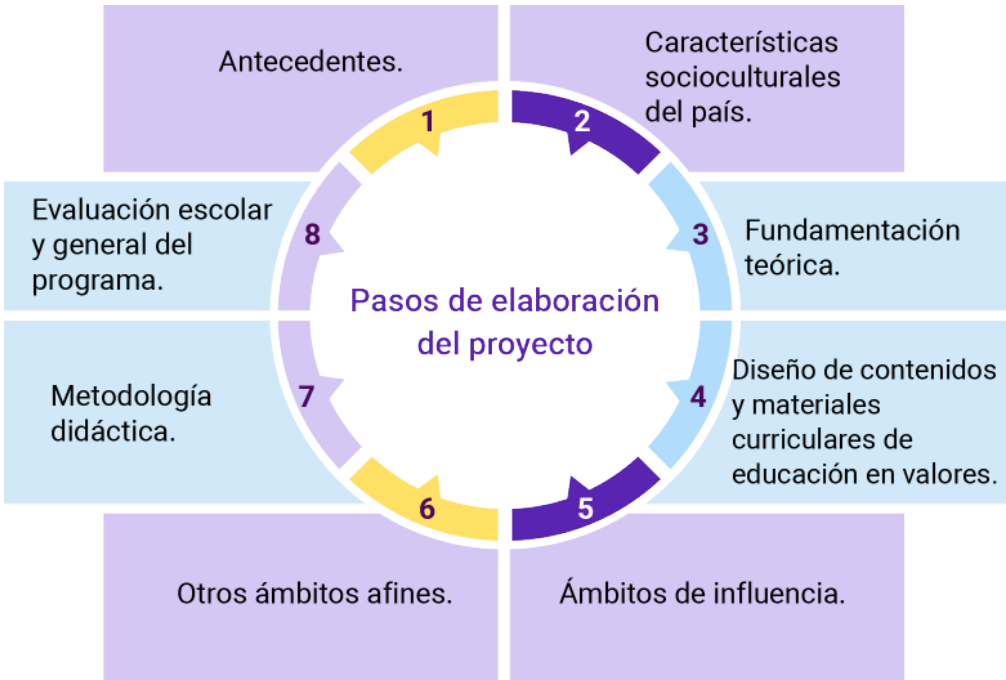 Pasos de elaboración
del proyecto
1
Antecedentes.
2
Características
socioculturales
del país.
3
Fundamentación
teórica.
4
Diseño de contenidos
y materiales
curriculares de
educación en valores.
5
Ámbitos de influencia.
6
Otros ámbitos afines.
7
Metodología
didáctica.
8
Evaluación escolar
y general del
programa.